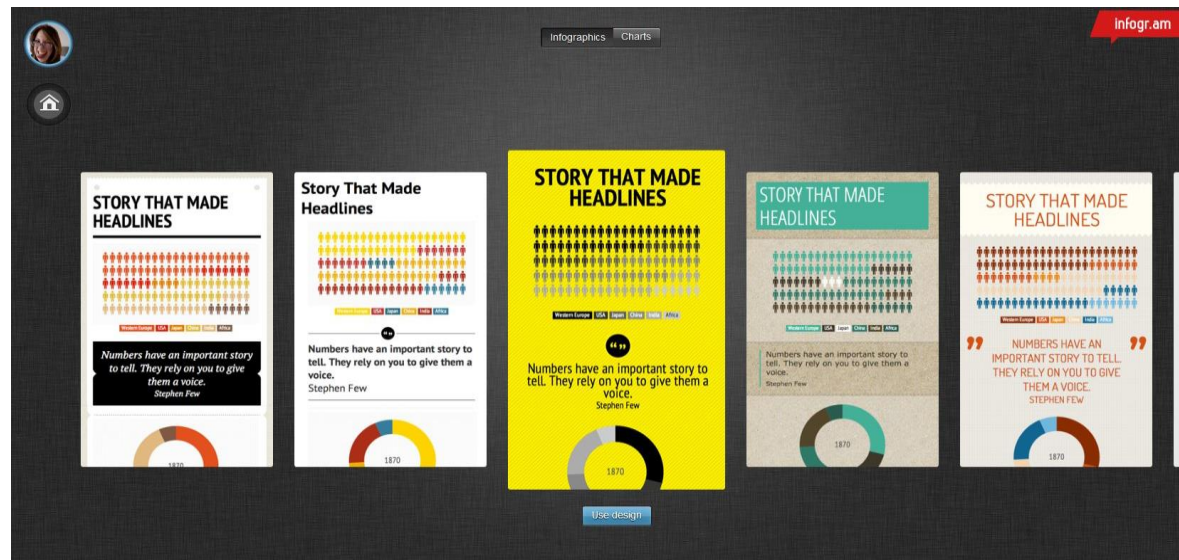 infogr.am
Infographics
Charts
STORY THAT MADE
HEADLINES
Western Europe USA Japan China India Africa
Numbers have an important story
to tell. They rely on you to give
them a voice.
Stephen Few
1870
Story That Made
Headlines
Western Europe USA Japan China India Africa
“ ”
Numbers have an important story to
tell. They rely on you to give them a
voice.
Stephen Few
1870
STORY THAT MADE
HEADLINES
Western Europe USA Japan China India Africa
“ ”
Numbers have an important story to
tell. They rely on you to give them a
voice.
Stephen Few
1870
STORY THAT MADE
HEADLINES
Western Europe USA Japan China India Africa
Numbers have an important story to
tell. They rely on you to give them a
voice.
Stephen Few
1870
STORY THAT MADE
HEADLINES
Western Europe USA Japan China India Africa
” NUMBERS HAVE AN ”
IMPORTANT STORY TO TELL.
THEY RELY ON YOU TO GIVE
THEM A VOICE.
STEPHEN FEW
1870
Use design